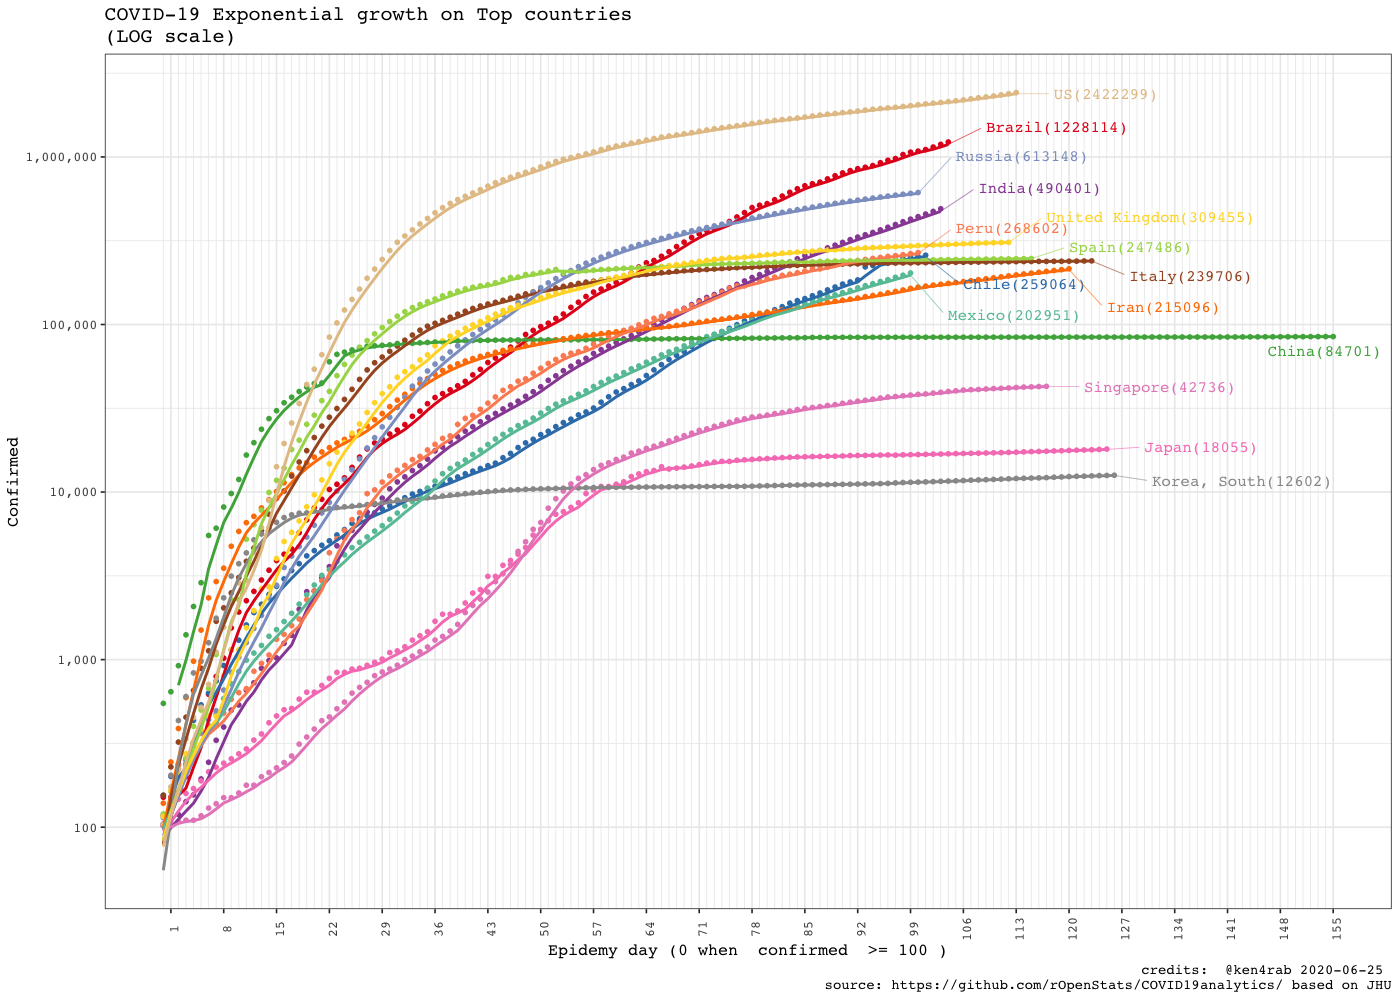 COVID-19 Exponential growth on Top countries
(LOG scale)
US(2422299)
Brazil(1228114)
Russia(613148)
India(490401)
United Kingdom(309455)
Peru(268602)
Spain(247486)
Italy(239706)
Chile(259064)
Iran(215096)
Mexico(202951)
China(84701)
Singapore(42736)
Japan(18055)
Korea, South(12602)
1,000,000
100,000
10,000
1,000
100
Confirmed
1 8 15 22 29 36 43 50 57 64 71 78 85 92 99 106 113 120 127 134 141 148 155
Epidemy day (0 when  confirmed  >= 100 )
credits:  @ken4rab 2020-06-25
source: https://github.com/rOpenStats/COVID19analytics/ based on JHU